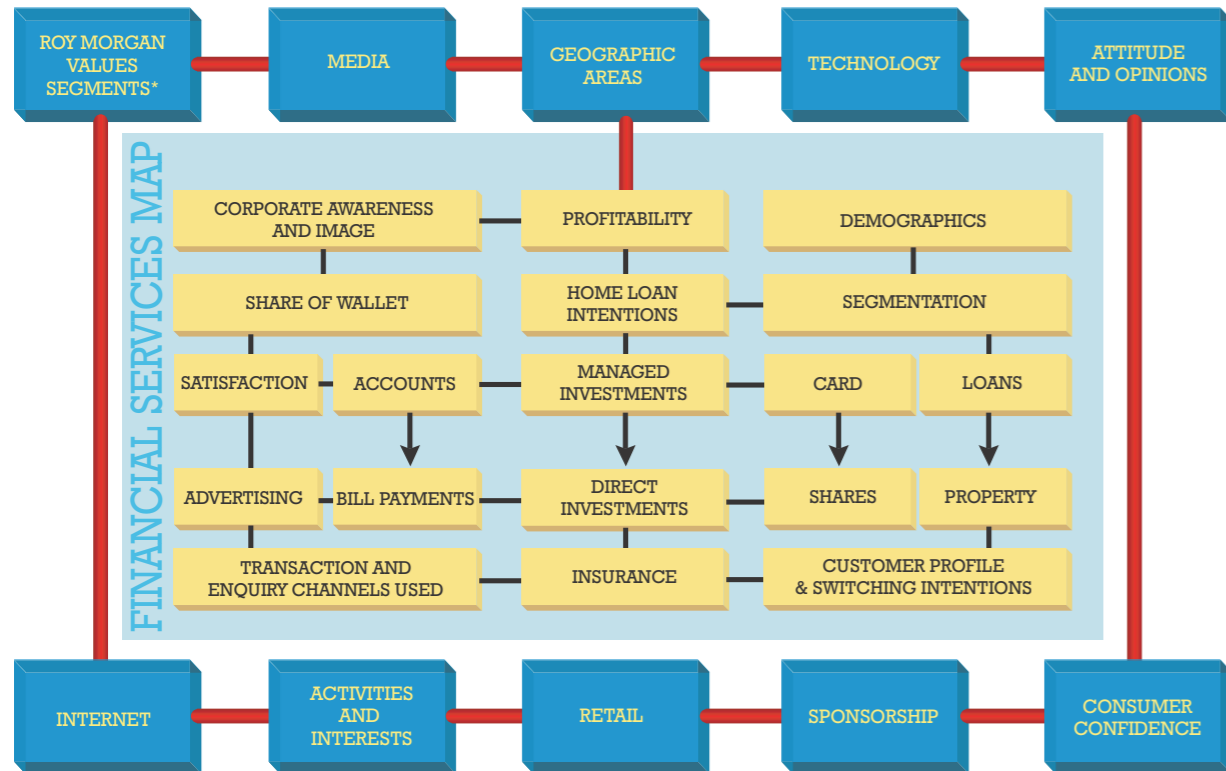 ROY MORGAN
VALUES
SEGMENTS*
MEDIA
GEOGRAPHIC
AREAS
TECHNOLOGY
ATTITUDE
AND OPINIONS
FINANCIAL SERVICES MAP
CORPORATE AWARENESS
AND IMAGE
PROFITABILITY
DEMOGRAPHICS
SHARE OF WALLET
HOME LOAN
INTENTIONS
SEGMENTATION
SATISFACTION
ACCOUNTS
MANAGED
INVESTMENTS
CARD
LOANS
ADVERTISING
BILL PAYMENTS
DIRECT
INVESTMENTS
SHARES
PROPERTY
TRANSACTION AND
ENQUIRY CHANNELS USED
INSURANCE
CUSTOMER PROFILE
& SWITCHING INTENTIONS
INTERNET
ACTIVITIES
AND
INTERESTS
RETAIL
SPONSORSHIP
CONSUMER
CONFIDENCE